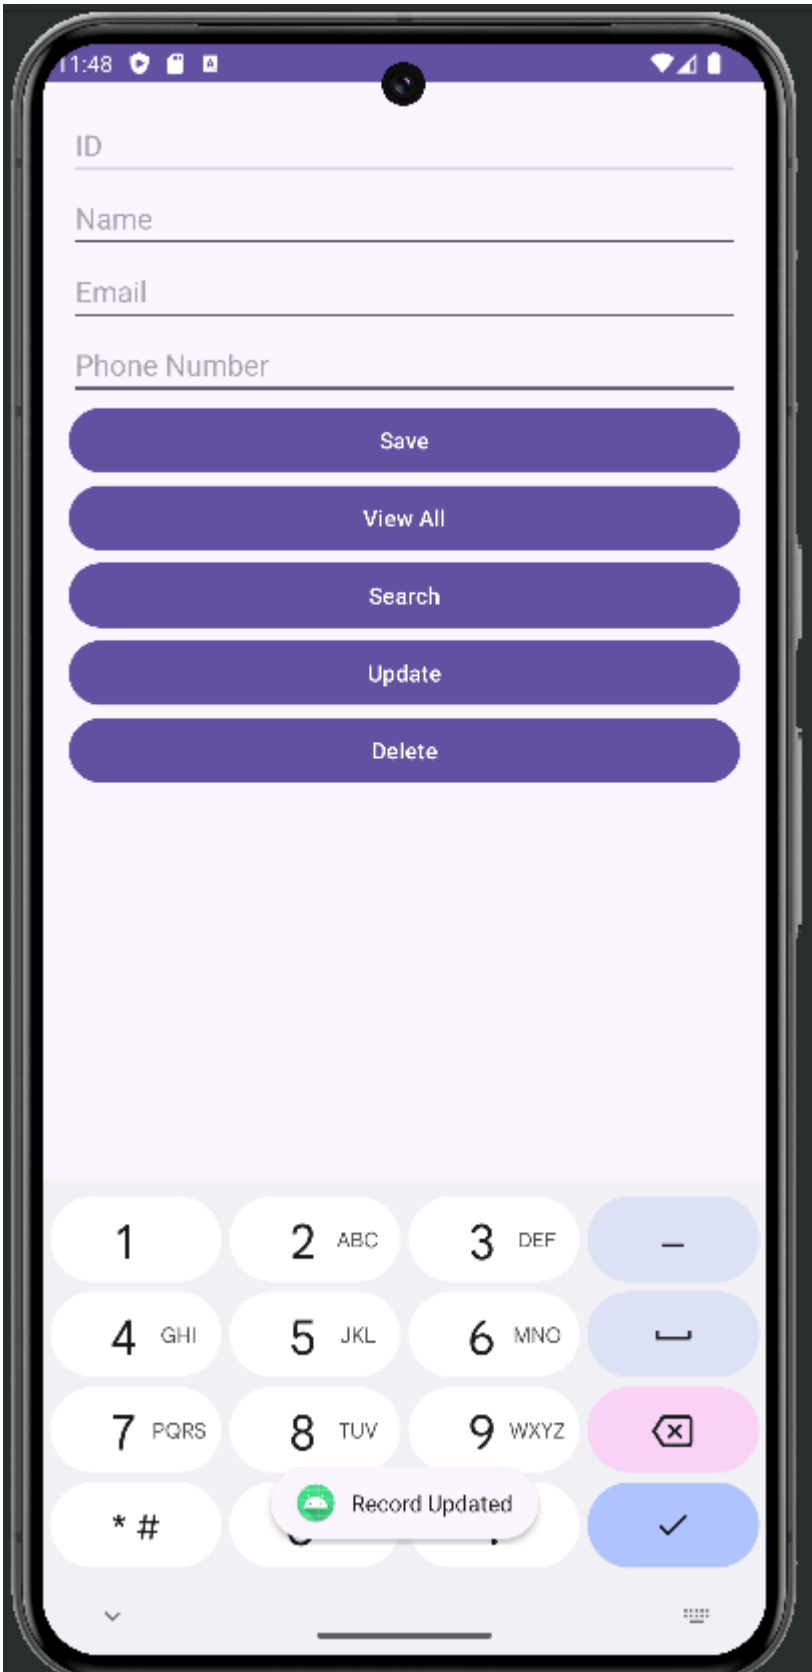 11:48
ID
Name
Email
Phone Number
Save
View All
Search
Update
Delete
1
2 ABC
3 DEF
–
4 GHI
5 JKL
6 MNO
7 PQRS
8 TUV
9 WXYZ
* #
Record Updated